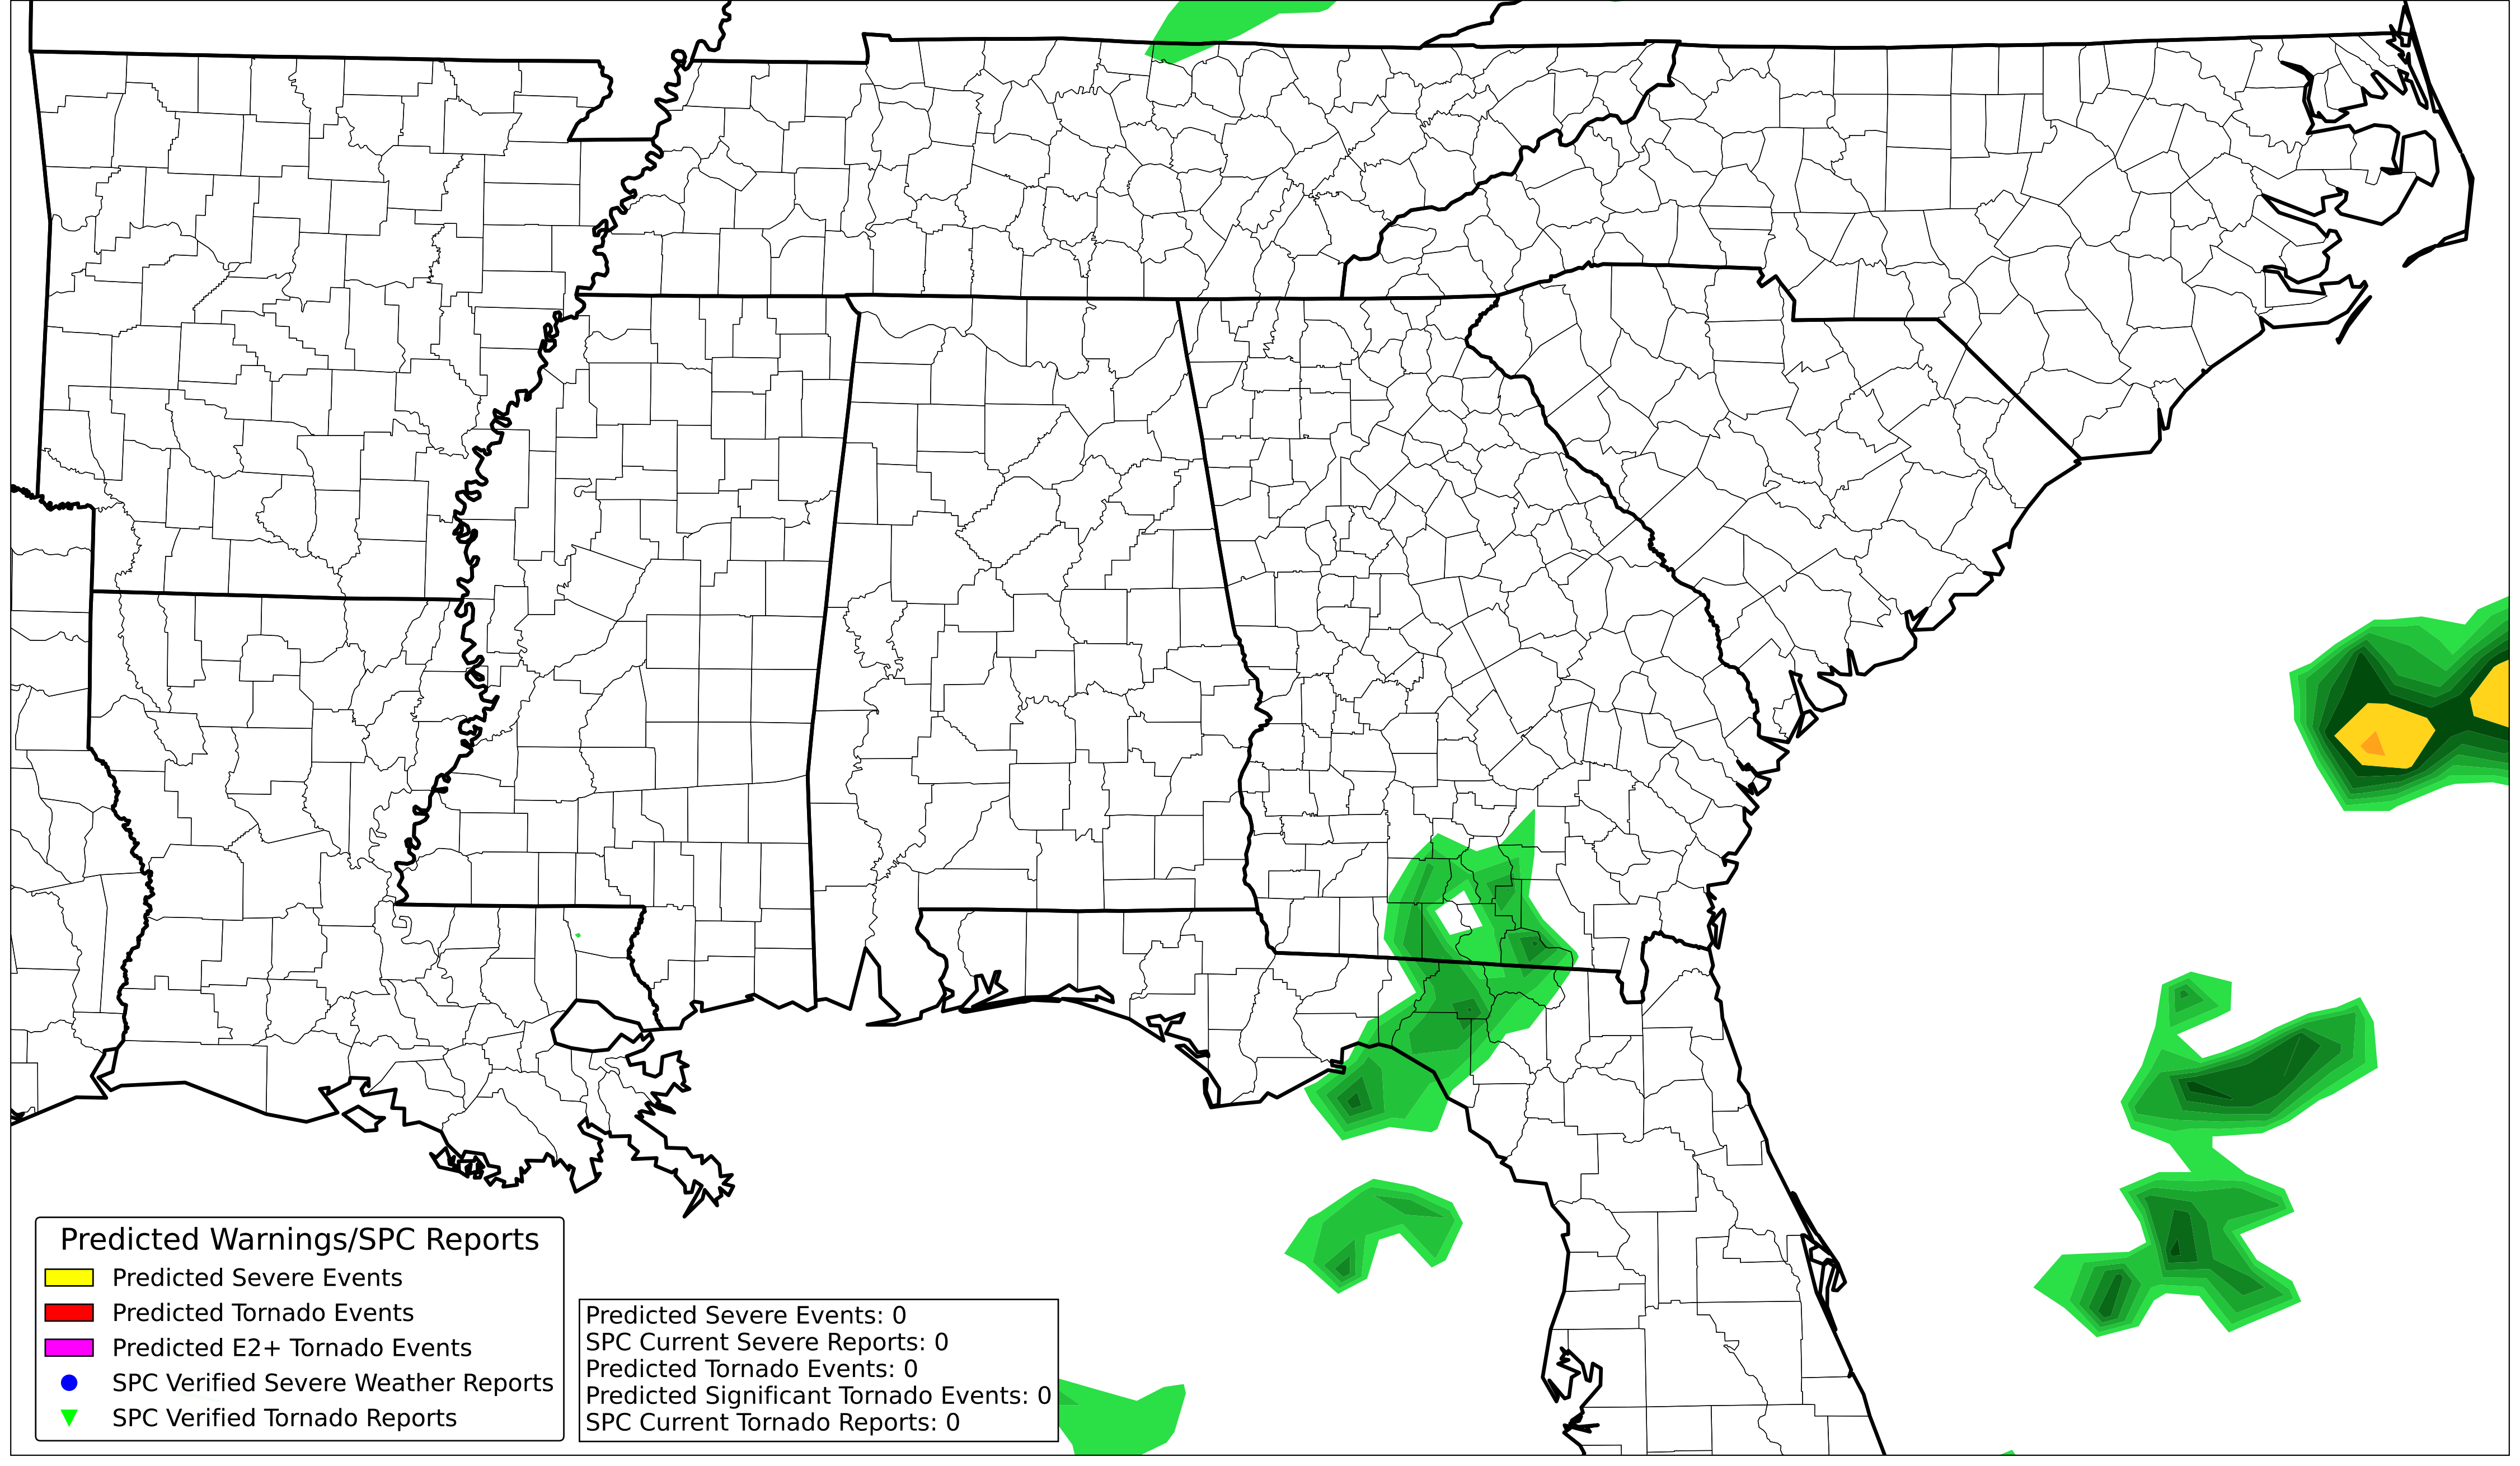 Predicted Warnings/SPC Reports
Predicted Severe Events
Predicted Tornado Events
Predicted E2+ Tornado Events
SPC Verified Severe Weather Reports
SPC Verified Tornado Reports
Predicted Severe Events: 0
SPC Current Severe Reports: 0
Predicted Tornado Events: 0
Predicted Significant Tornado Events: 0
SPC Current Tornado Reports: 0